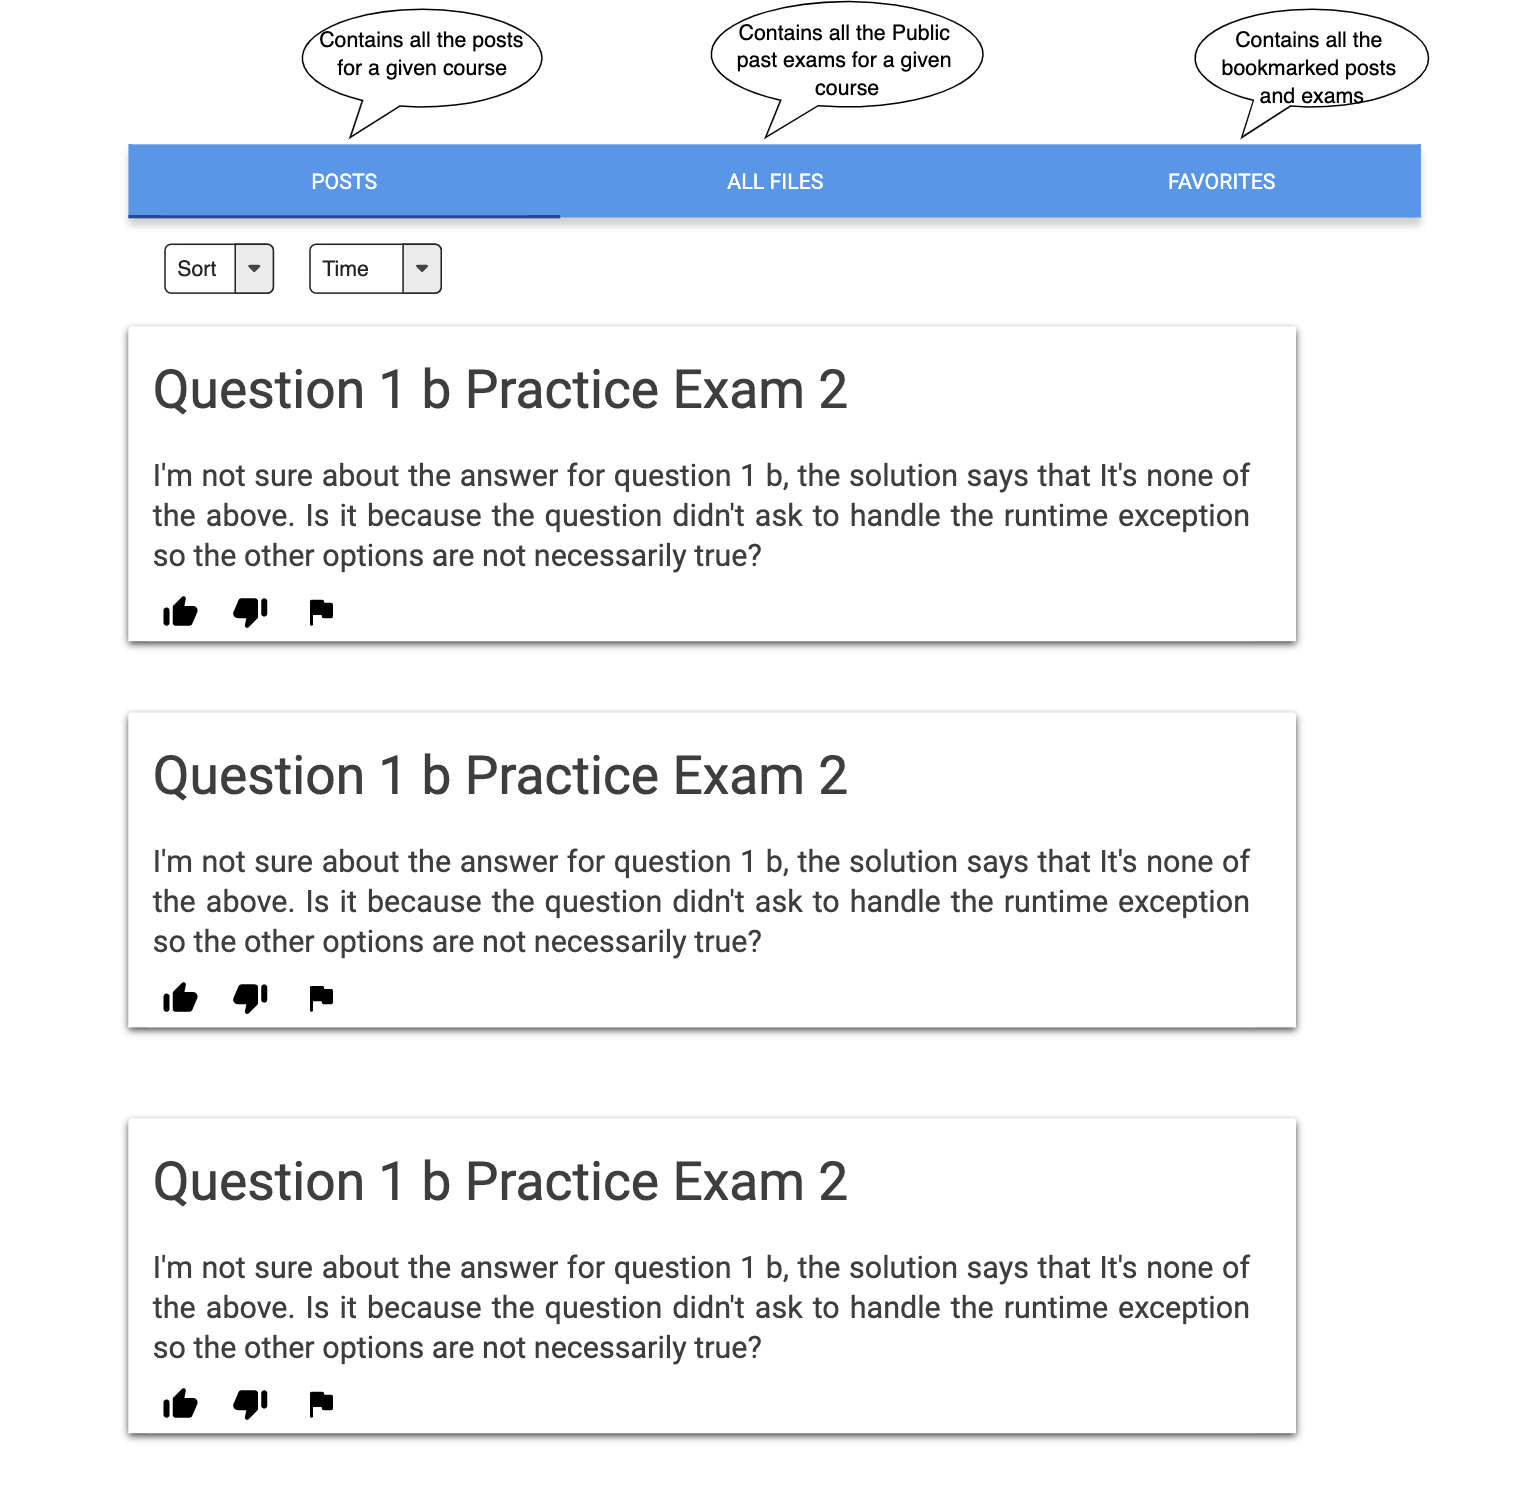 Contains all the posts
for a given course
Contains all the Public
past exams for a given
course
Contains all the
bookmarked posts
and exams
POSTS
ALL FILES
FAVORITES
Sort
Time
Question 1 b Practice Exam 2
I'm not sure about the answer for question 1 b, the solution says that It's none of
the above. Is it because the question didn't ask to handle the runtime exception
so the other options are not necessarily true?
Question 1 b Practice Exam 2
I'm not sure about the answer for question 1 b, the solution says that It's none of
the above. Is it because the question didn't ask to handle the runtime exception
so the other options are not necessarily true?
Question 1 b Practice Exam 2
I'm not sure about the answer for question 1 b, the solution says that It's none of
the above. Is it because the question didn't ask to handle the runtime exception
so the other options are not necessarily true?